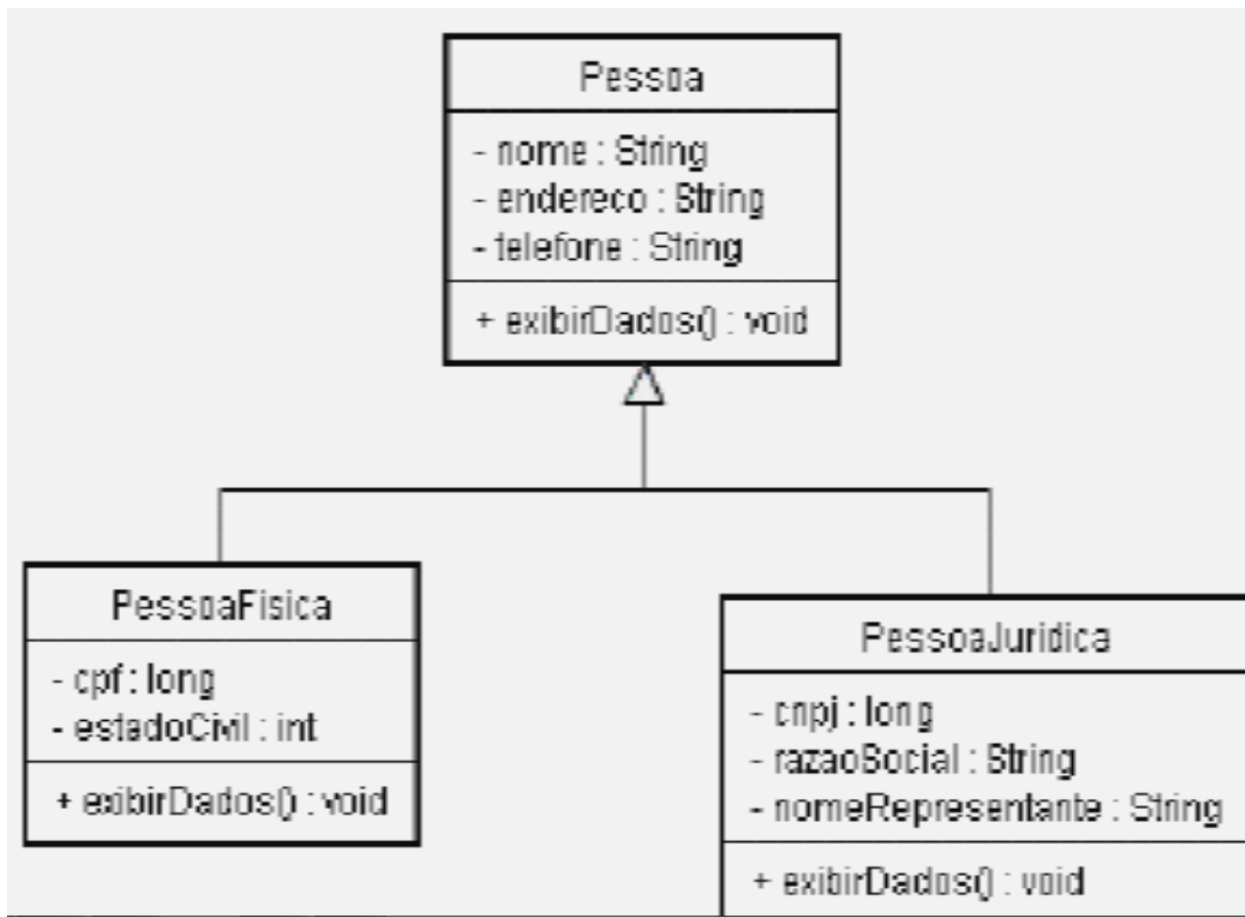 Pessoa
- nome : String
- endereco : String
- telefone : String
+ exibirDados() : void
PessoaFisica
- cpf : long
- estadoCivil : int
+ exibirDados() : void
PessoaJuridica
- cnpj : long
- razaoSocial : String
- nomeRepresentante : String
+ exibirDados() : void